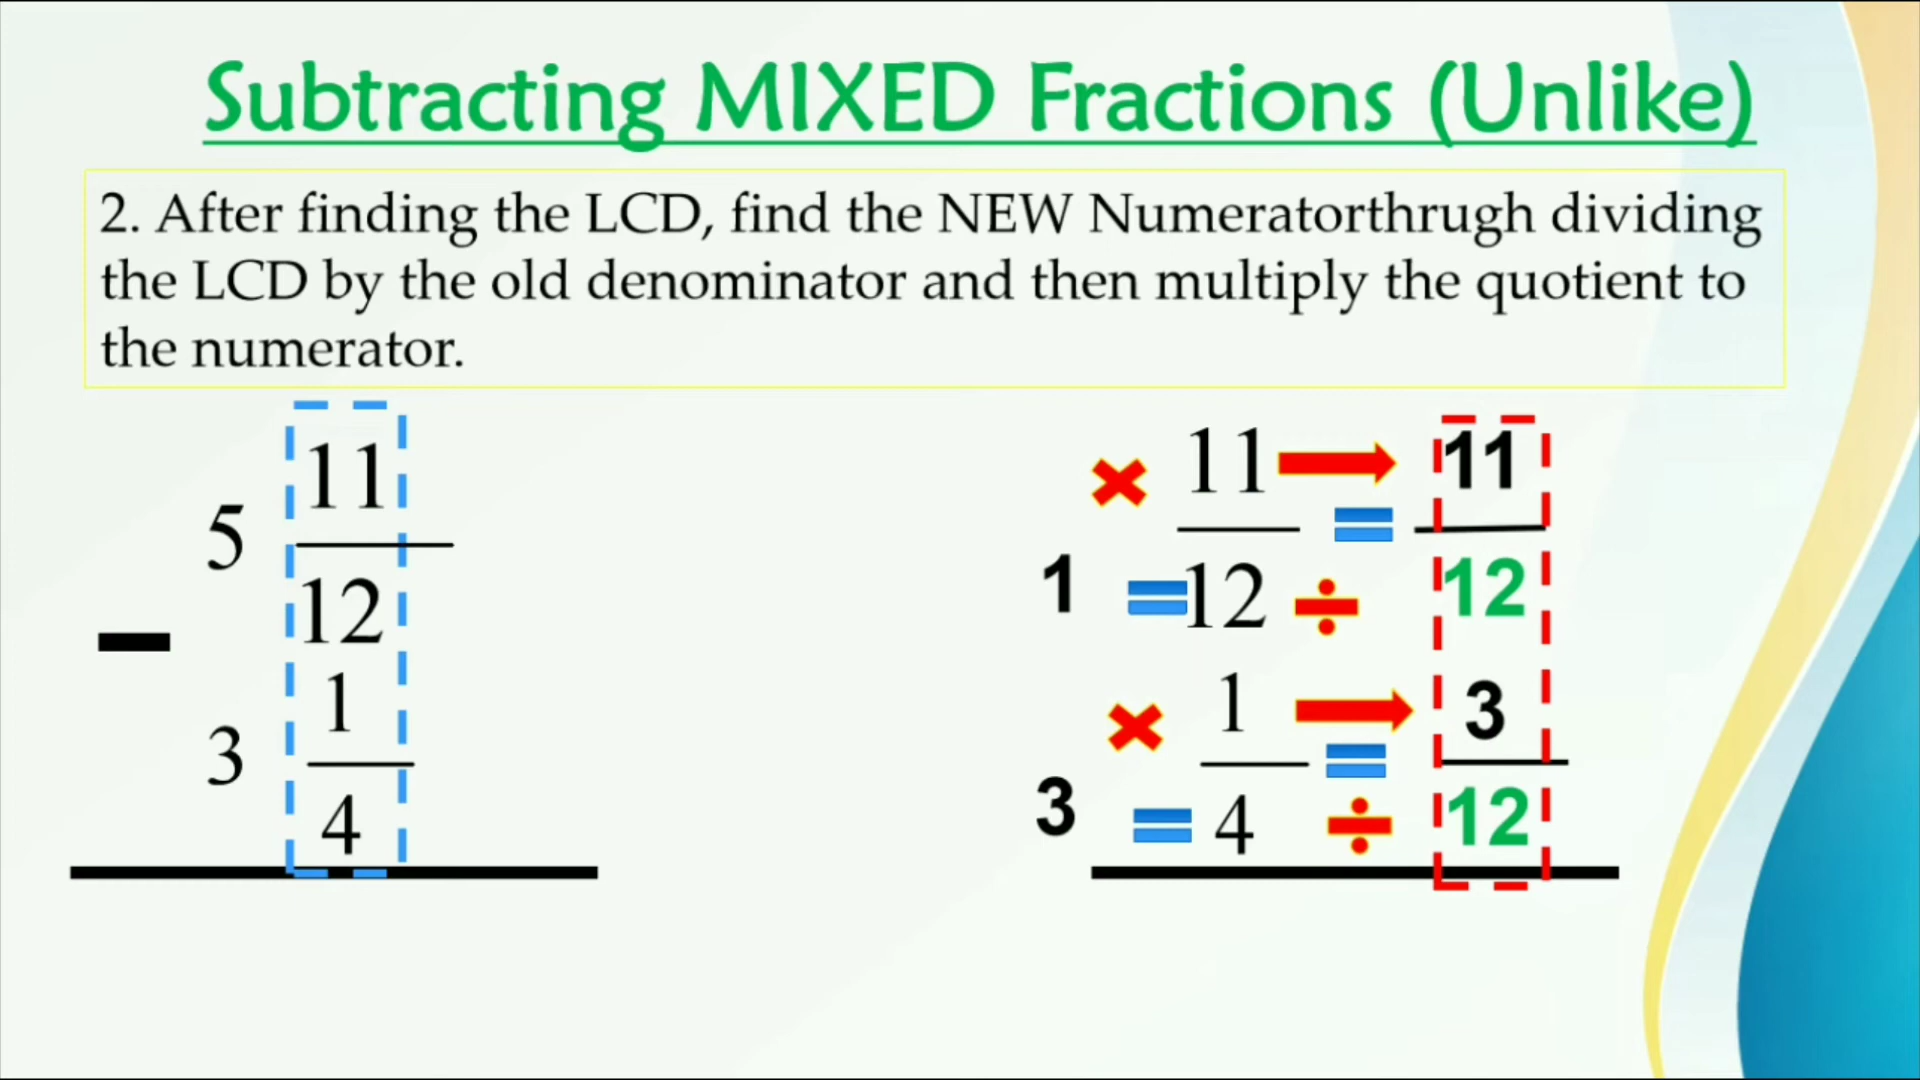 Subtracting MIXED Fractions (Unlike)
2. After finding the LCD, find the NEW Numeratorthrugh dividing
the LCD by the old denominator and then multiply the quotient to
the numerator.
5 11
12
-
3 1
4
× 11 → 11
1 = 12 ÷ = 12
× 1 → 3
3 = 4 ÷ = 12